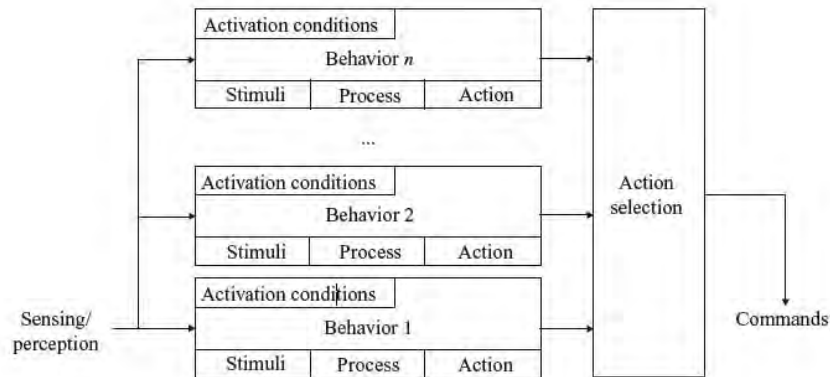 Activation conditions
Behavior n
Stimuli Process Action
...
Activation conditions
Behavior 2
Stimuli Process Action
Activation conditions
Behavior 1
Stimuli Process Action
Sensing/
perception
Action
selection
Commands